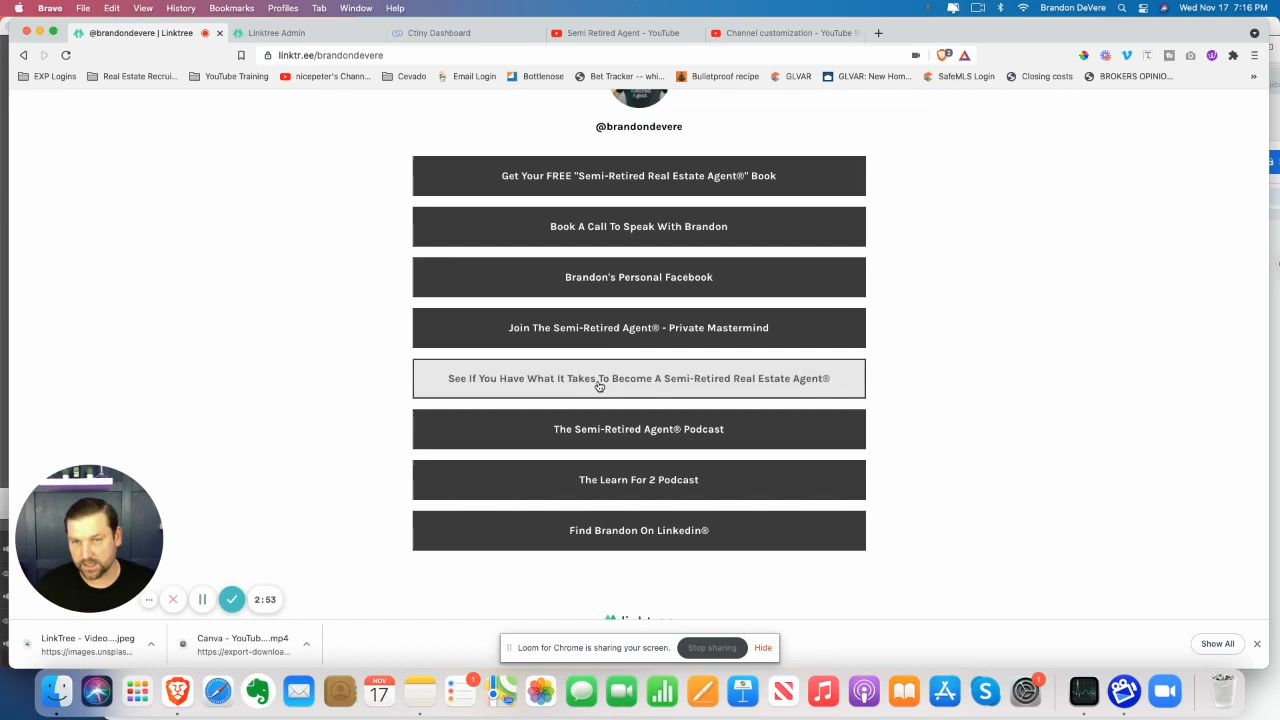 Brave File Edit View History Bookmarks Profiles Tab Window Help
Brandon DeVere Wed Nov 17 7:16 PM
@brandondevere | Linktree
Linktree Admin
Ctiny Dashboard
Semi Retired Agent - YouTube
Channel customization - YouTube S
linktr.ee/brandondevere
2
EXP Logins
Real Estate Recrui...
YouTube Training
nicepeter's Chann...
Cevado
Email Login
Bottlenose
Bet Tracker -- whi...
Bulletproof recipe
GLVAR
GLVAR: New Hom...
SafeMLS Login
Closing costs
BROKERS OPINIO...
»
@brandondevere
Get Your FREE "Semi-Retired Real Estate Agent®" Book
Book A Call To Speak With Brandon
Brandon's Personal Facebook
Join The Semi-Retired Agent® - Private Mastermind
See If You Have What It Takes To Become A Semi-Retired Real Estate Agent®
The Semi-Retired Agent® Podcast
The Learn For 2 Podcast
Find Brandon On Linkedin®
2:53
LinkTree - Video....jpeg
https://images.unsplas...
Canva - YouTub....mp4
https://export-downloa...
Loom for Chrome is sharing your screen.
Stop sharing
Hide
Show All
NOV
17
1
1